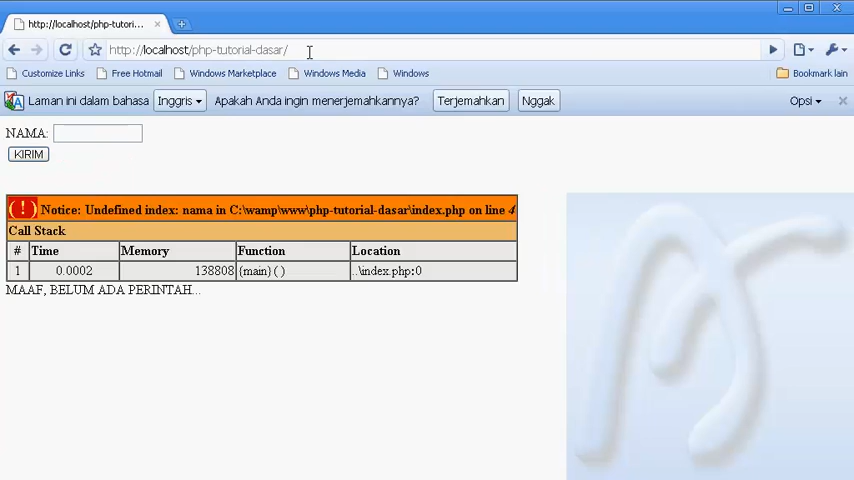 http://localhost/php-tutori...
http://localhost/php-tutorial-dasar/
Customize Links Free Hotmail Windows Marketplace Windows Media Windows Bookmark lain
Laman ini dalam bahasa Inggris Apakah Anda ingin menerjemahkannya? Terjemahkan Nggak Opsi
NAMA:
KIRIM
(!) Notice: Undefined index: nama in C:\wamp\www\php-tutorial-dasar\index.php on line 4
Call Stack
# Time Memory Function Location
1 0.0002 138808 {main}( ) ..\index.php:0
MAAF, BELUM ADA PERINTAH...